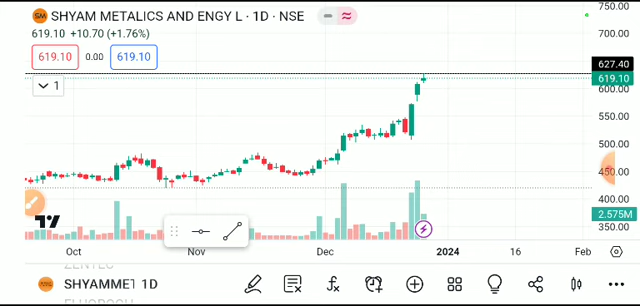 SM SHYAM METALICS AND ENGY L · 1D · NSE
619.10 +10.70 (+1.76%)
619.10 0.00 619.10
1
750.00
700.00
627.40
619.10
600.00
550.00
500.00
450.00
400.00
2.575M
350.00
Oct Nov Dec 2024 16 Feb
ZENTEC
SHYAMMET 1D